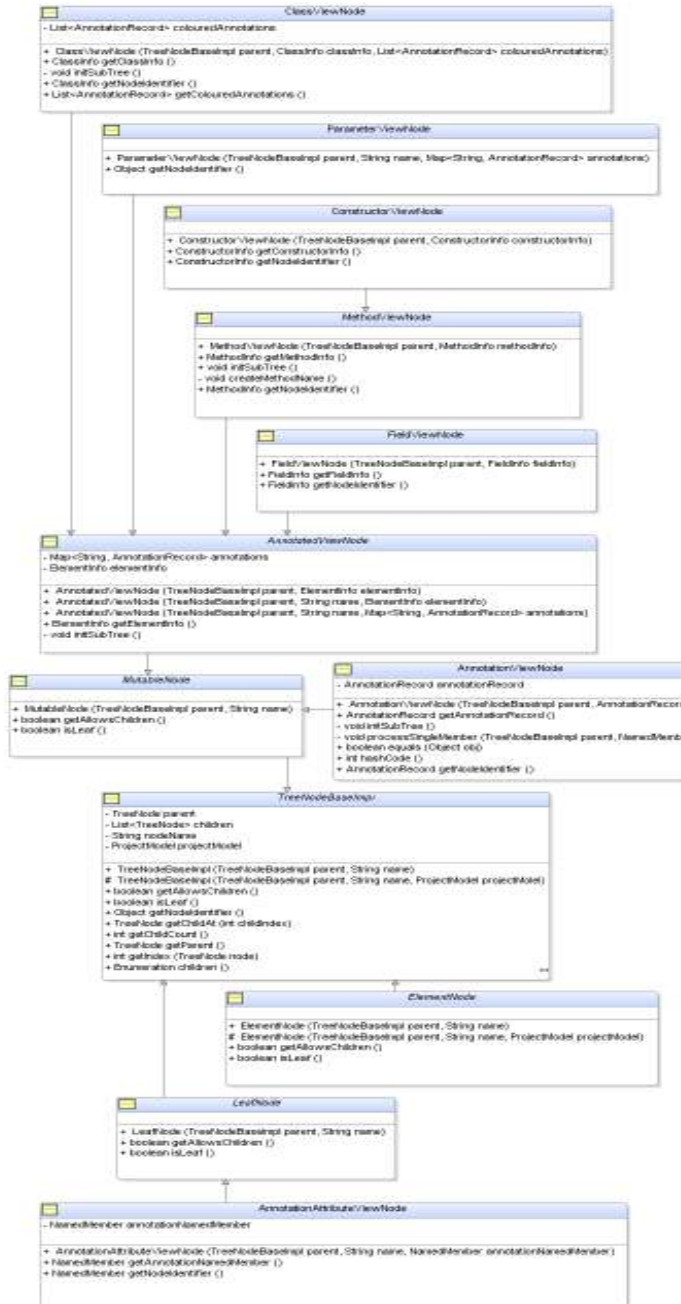 ClassViewNode
- List<AnnotationRecord> colouredAnnotations
+ ClassViewNode (TreeNodeBaseImpl parent, ClassInfo classInfo, List<AnnotationRecord> colouredAnnotations)
+ ClassInfo getClassInfo ()
- void initSubTree ()
+ ClassInfo getNodeIdentifier ()
+ List<AnnotationRecord> getColouredAnnotations ()
ParameterViewNode
+ ParameterViewNode (TreeNodeBaseImpl parent, String name, Map<String, AnnotationRecord> annotations)
+ Object getNodeIdentifier ()
ConstructorViewNode
+ ConstructorViewNode (TreeNodeBaseImpl parent, ConstructorInfo constructorInfo)
+ ConstructorInfo getConstructorInfo ()
+ ConstructorInfo getNodeIdentifier ()
MethodViewNode
+ MethodViewNode (TreeNodeBaseImpl parent, MethodInfo methodInfo)
+ MethodInfo getMethodInfo ()
+ void initSubTree ()
- void createMethodName ()
+ MethodInfo getNodeIdentifier ()
FieldViewNode
+ FieldViewNode (TreeNodeBaseImpl parent, FieldInfo fieldInfo)
+ FieldInfo getFieldInfo ()
+ FieldInfo getNodeIdentifier ()
AnnotatedViewNode
- Map<String, AnnotationRecord> annotations
- ElementInfo elementInfo
+ AnnotatedViewNode (TreeNodeBaseImpl parent, ElementInfo elementInfo)
+ AnnotatedViewNode (TreeNodeBaseImpl parent, String name, ElementInfo elementInfo)
+ AnnotatedViewNode (TreeNodeBaseImpl parent, String name, Map<String, AnnotationRecord> annotations)
+ ElementInfo getElementInfo ()
- void initSubTree ()
MutableNode
+ MutableNode (TreeNodeBaseImpl parent, String name)
+ boolean getAllowsChildren ()
+ boolean isLeaf ()
AnnotationViewNode
- AnnotationRecord annotationRecord
+ AnnotationViewNode (TreeNodeBaseImpl parent, AnnotationRecor
+ AnnotationRecord getAnnotationRecord ()
- void initSubTree ()
- void processSingleMember (TreeNodeBaseImpl parent, NamedMemb
+ boolean equals (Object obj)
+ int hashCode ()
+ AnnotationRecord getNodeIdentifier ()
TreeNodeBaseImpl
- TreeNode parent
- List<TreeNode> children
- String nodeName
- ProjectModel projectModel
+ TreeNodeBaseImpl (TreeNodeBaseImpl parent, String name)
# TreeNodeBaseImpl (TreeNodeBaseImpl parent, String name, ProjectModel projectMolel)
+ boolean getAllowsChildren ()
+ boolean isLeaf ()
+ Object getNodeIdentifier ()
+ TreeNode getChildAt (int childIndex)
+ int getChildCount ()
+ TreeNode getParent ()
+ int getIndex (TreeNode node)
+ Enumeration children ()
ElementNode
+ ElementNode (TreeNodeBaseImpl parent, String name)
# ElementNode (TreeNodeBaseImpl parent, String name, ProjectModel projectModel)
+ boolean getAllowsChildren ()
+ boolean isLeaf ()
LeafNode
+ LeafNode (TreeNodeBaseImpl parent, String name)
+ boolean getAllowsChildren ()
+ boolean isLeaf ()
AnnotationAttributeViewNode
- NamedMember annotationNamedMember
+ AnnotationAttributeViewNode (TreeNodeBaseImpl parent, String name, NamedMember annotationNamedMember)
+ NamedMember getAnnotationNamedMember ()
+ NamedMember getNodeIdentifier ()